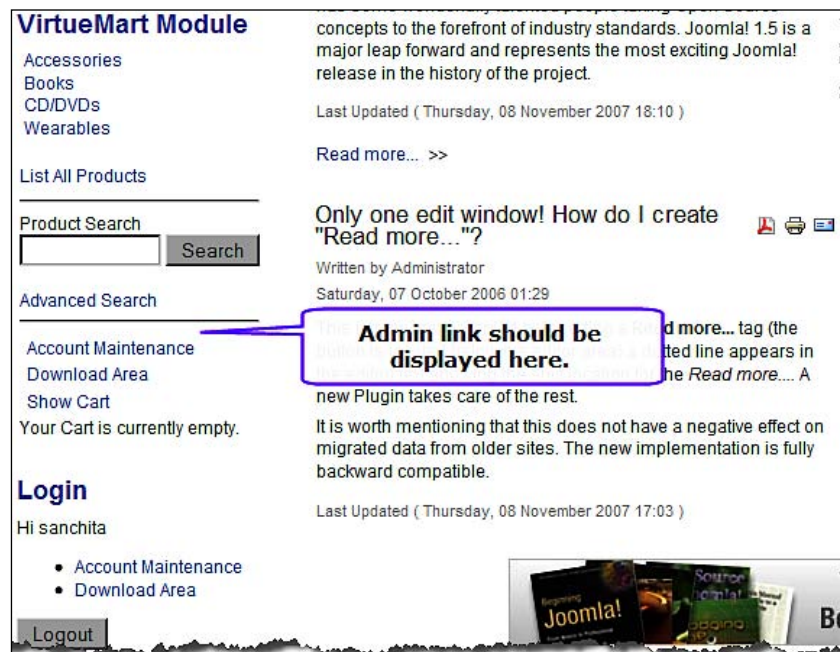 VirtueMart Module
Accessories
Books
CD/DVDs
Wearables
List All Products
Product Search
Search
Advanced Search
Account Maintenance
Download Area
Show Cart
Your Cart is currently empty.
Login
Hi sanchita
Account Maintenance
Download Area
Logout
concepts to the forefront of industry standards. Joomla! 1.5 is a
major leap forward and represents the most exciting Joomla!
release in the history of the project.
Last Updated ( Thursday, 08 November 2007 18:10 )
Read more... >>
Only one edit window! How do I create
"Read more..."?
Written by Administrator
Saturday, 07 October 2006 01:29
Admin link should be
displayed here.
Read more... tag (the
dotted line appears in
the Read more.... A
new Plugin takes care of the rest.
It is worth mentioning that this does not have a negative effect on
migrated data from older sites. The new implementation is fully
backward compatible.
Last Updated ( Thursday, 08 November 2007 17:03 )
Beginning
Joomla!